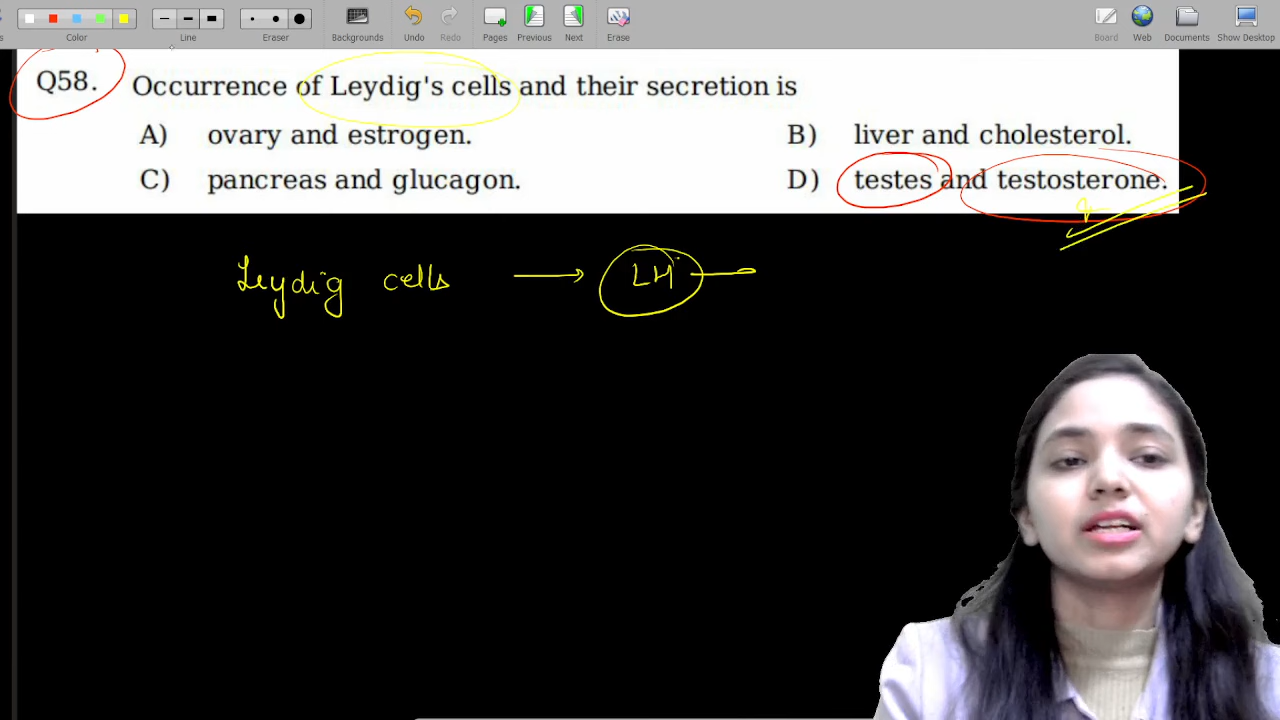 Color Line Eraser Backgrounds Undo Redo Pages Previous Next Erase Board Web Documents Show Desktop
Q58. Occurrence of Leydig's cells and their secretion is
A) ovary and estrogen. B) liver and cholesterol.
C) pancreas and glucagon. D) testes and testosterone.
Leydig cells → LH